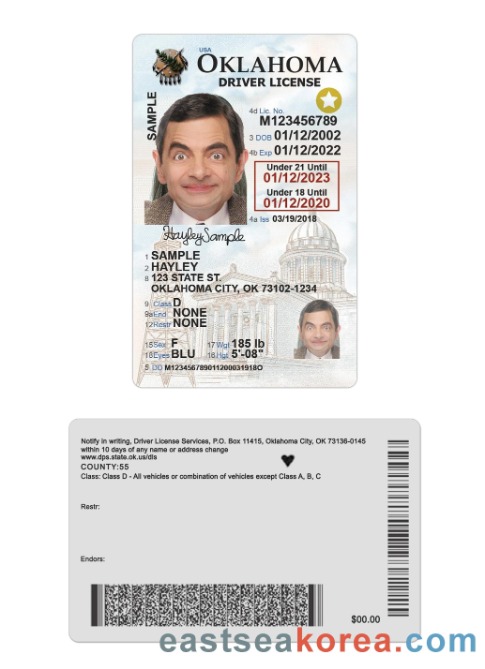 USA
OKLAHOMA
DRIVER LICENSE
SAMPLE
4d Lic. No.
M123456789
3 DOB 01/12/2002
4b Exp 01/12/2022
Under 21 Until
01/12/2023
Under 18 Until
01/12/2020
4a Iss 03/19/2018
Hayley Sample
1 SAMPLE
2 HAYLEY
8 123 STATE ST.
OKLAHOMA CITY, OK 73102-1234
9 Class D
9a End NONE
12 Restr NONE
15 Sex F 17 Wgt 185 lb
18 Eyes BLU 16 Hgt 5'-08"
5 DD M123456789011200031918O
Notify in writing, Driver License Services, P.O. Box 11415, Oklahoma City, OK 73136-0145
within 10 days of any name or address change
www.dps.state.ok.us/dls
COUNTY:55
Class: Class D - All vehicles or combination of vehicles except Class A, B, C
Restr:
Endors:
$00.00
eastseakorea.com